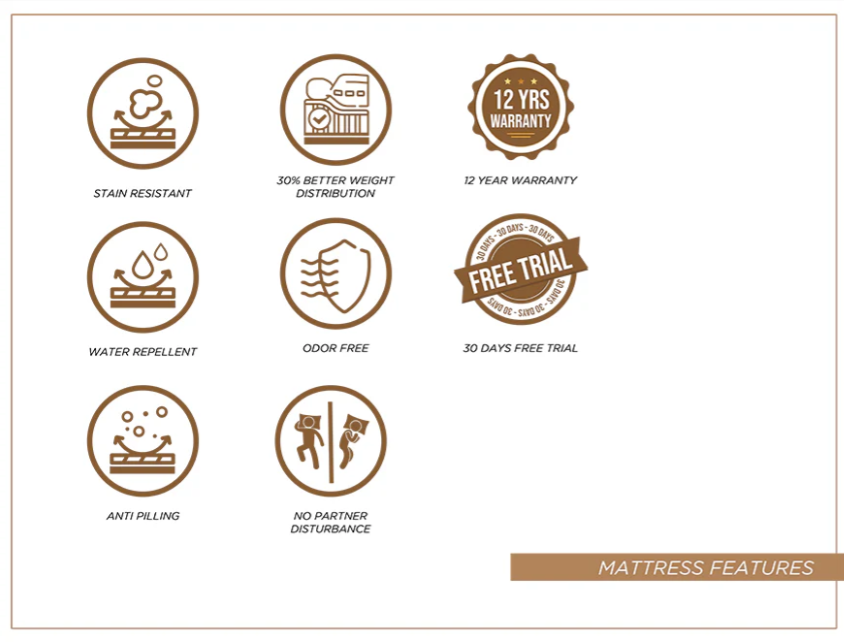 12 YRS
WARRANTY
STAIN RESISTANT
30% BETTER WEIGHT
DISTRIBUTION
12 YEAR WARRANTY
30 DAYS - 30 DAYS - 30 DAYS
FREE TRIAL
30 DAYS - 30 DAYS - 30 DAYS
WATER REPELLENT
ODOR FREE
30 DAYS FREE TRIAL
ANTI PILLING
NO PARTNER
DISTURBANCE
MATTRESS FEATURES